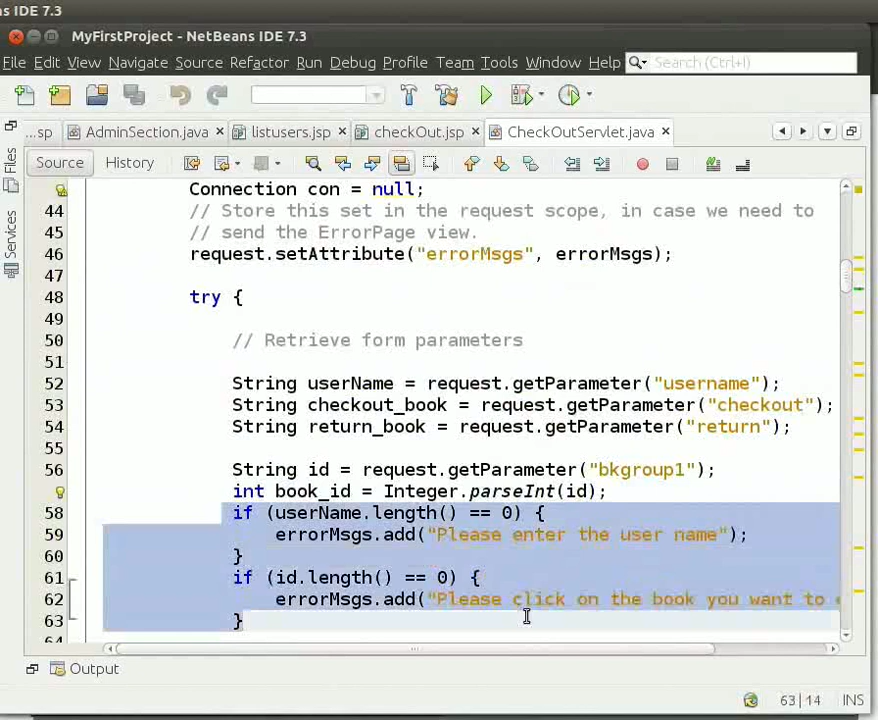 s IDE 7.3
MyFirstProject - NetBeans IDE 7.3
File Edit View Navigate Source Refactor Run Debug Profile Team Tools Window Help Search (Ctrl+I)
...sp AdminSection.java listusers.jsp checkOut.jsp CheckOutServlet.java
Source History
Files
Services
Connection con = null;
44 // Store this set in the request scope, in case we need to
45 // send the ErrorPage view.
46 request.setAttribute("errorMsgs", errorMsgs);
47
48 try {
49
50 // Retrieve form parameters
51
52 String userName = request.getParameter("username");
53 String checkout_book = request.getParameter("checkout");
54 String return_book = request.getParameter("return");
55
56 String id = request.getParameter("bkgroup1");
int book_id = Integer.parseInt(id);
58 if (userName.length() == 0) {
59 errorMsgs.add("Please enter the user name");
60 }
61 if (id.length() == 0) {
62 errorMsgs.add("Please click on the book you want to
63 }
64
Output
63|14 INS